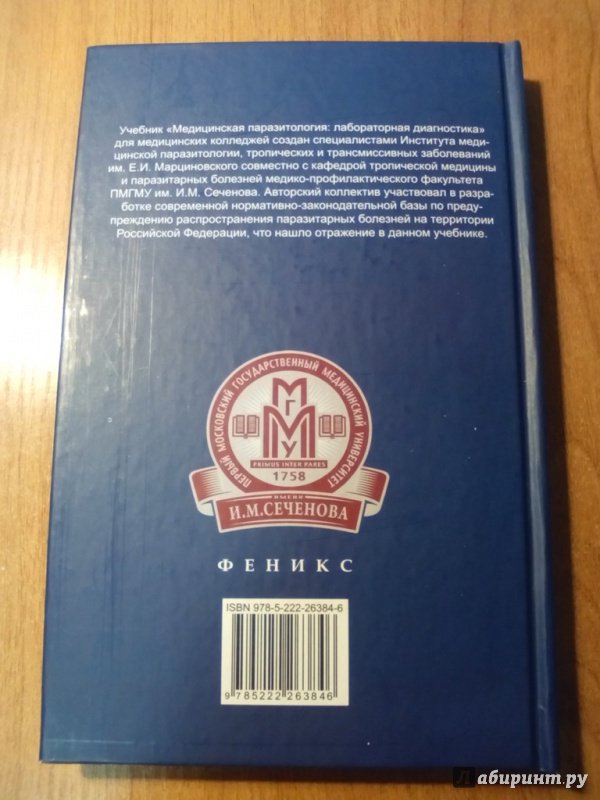 Учебник «Медицинская паразитология: лабораторная диагностика»
для медицинских колледжей создан специалистами Института меди-
цинской паразитологии, тропических и трансмиссивных заболеваний
им. Е.И. Марциновского совместно с кафедрой тропической медицины
и паразитарных болезней медико-профилактического факультета
ПМГМУ им. И.М. Сеченова. Авторский коллектив участвовал в разра-
ботке современной нормативно-законодательной базы по преду-
преждению распространения паразитарных болезней на территории
Российской Федерации, что нашло отражение в данном учебнике.
ПЕРВЫЙ МОСКОВСКИЙ ГОСУДАРСТВЕННЫЙ МЕДИЦИНСКИЙ УНИВЕРСИТЕТ
М
Г
М
У
PRIMUS INTER PARES
1758
ИМЕНИ
И.М.СЕЧЕНОВА
ФЕНИКС
ISBN 978-5-222-26384-6
9 785222 263846
Лабиринт.ру